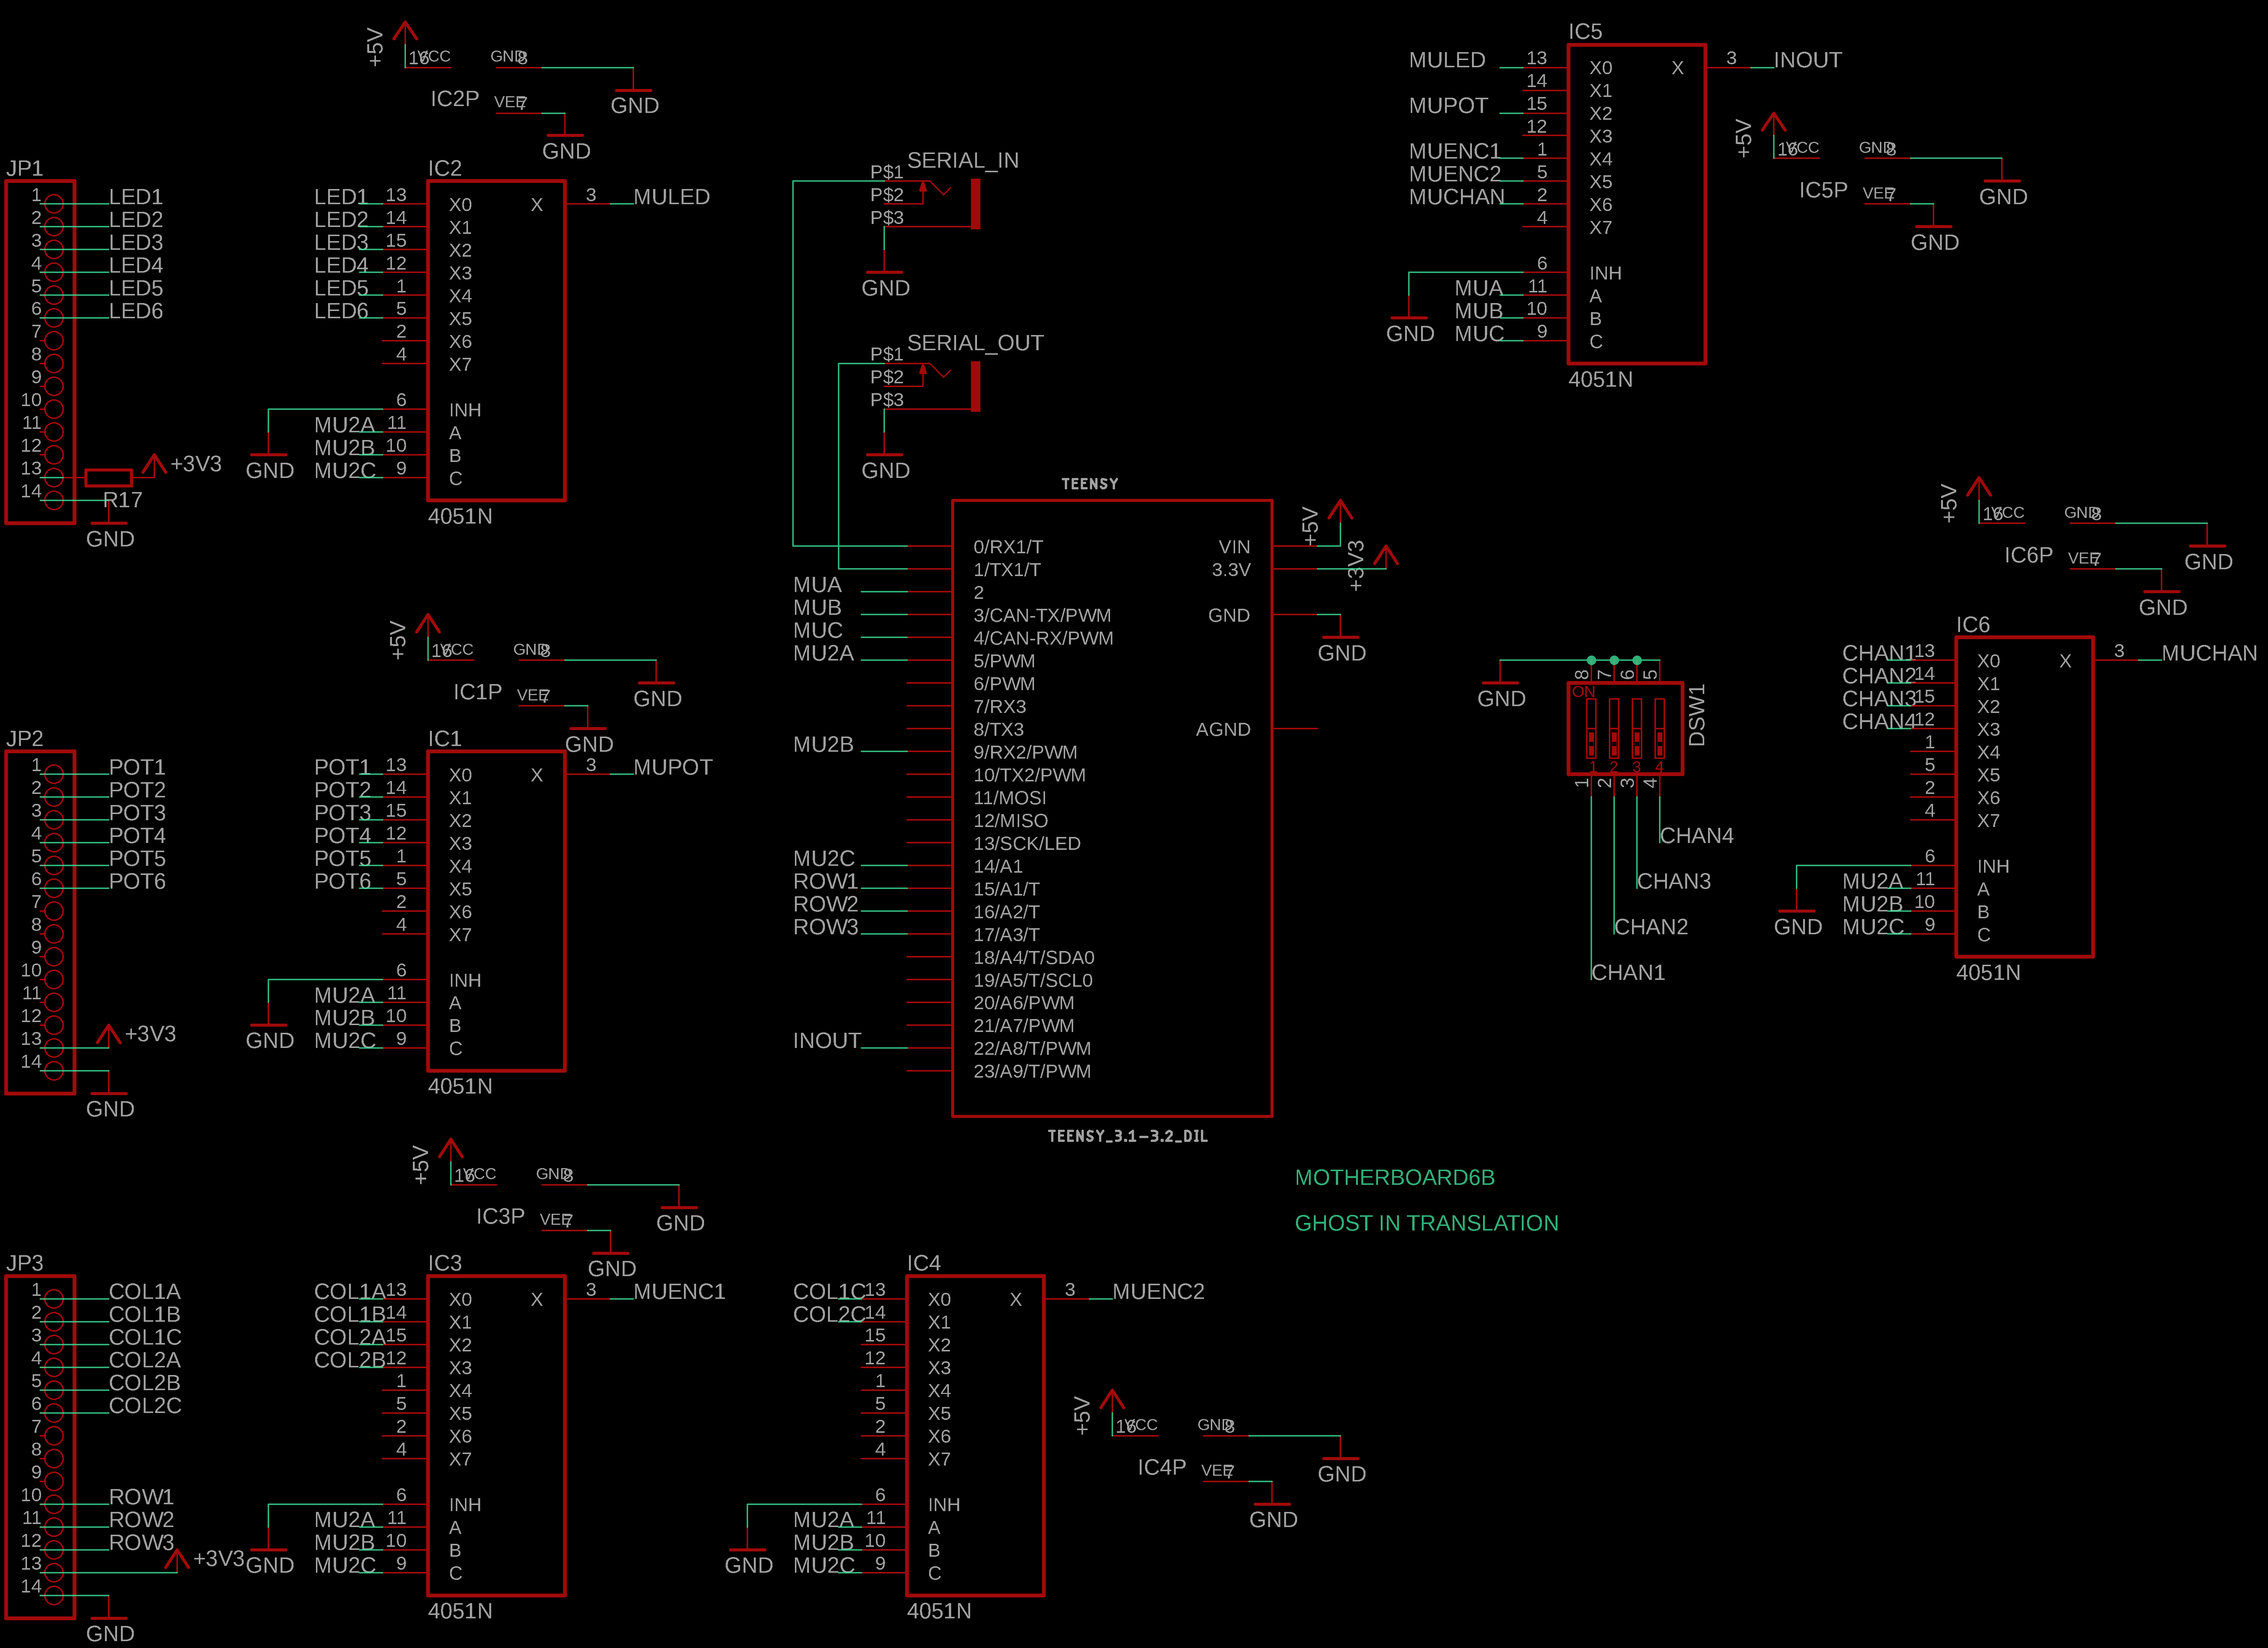 +5V
16 VCC
GND 8
GND
IC2P
VEE 7
GND
JP1
1 LED1
2 LED2
3 LED3
4 LED4
5 LED5
6 LED6
7
8
9
10
11
12
13
14
+3V3
R17
GND
IC2
LED1 13 X0
LED2 14 X1
LED3 15 X2
LED4 12 X3
LED5 1 X4
LED6 5 X5
2 X6
4 X7
6 INH
MU2A 11 A
MU2B 10 B
MU2C 9 C
X 3 MULED
GND
4051N
SERIAL_IN
P$1
P$2
P$3
GND
SERIAL_OUT
P$1
P$2
P$3
GND
IC5
MULED 13 X0
14 X1
MUPOT 15 X2
12 X3
MUENC1 1 X4
MUENC2 5 X5
MUCHAN 2 X6
4 X7
6 INH
MUA 11 A
MUB 10 B
MUC 9 C
X 3 INOUT
GND
4051N
+5V
16 VCC
GND 8
GND
IC5P
VEE 7
GND
TEENSY
0/RX1/T
1/TX1/T
MUA 2
MUB 3/CAN-TX/PWM
MUC 4/CAN-RX/PWM
MU2A 5/PWM
6/PWM
7/RX3
8/TX3
MU2B 9/RX2/PWM
10/TX2/PWM
11/MOSI
12/MISO
13/SCK/LED
MU2C 14/A1
ROW1 15/A1/T
ROW2 16/A2/T
ROW3 17/A3/T
18/A4/T/SDA0
19/A5/T/SCL0
20/A6/PWM
21/A7/PWM
INOUT 22/A8/T/PWM
23/A9/T/PWM
VIN
3.3V
GND
AGND
+5V
+3V3
GND
TEENSY_3.1-3.2_DIL
GND
8 7 6 5
ON
1 2 3 4
DSW1
1 2 3 4
CHAN4
CHAN3
CHAN2
CHAN1
+5V
16 VCC
GND 8
GND
IC6P
VEE 7
GND
IC6
CHAN1 13 X0
CHAN2 14 X1
CHAN3 15 X2
CHAN4 12 X3
1 X4
5 X5
2 X6
4 X7
6 INH
MU2A 11 A
MU2B 10 B
MU2C 9 C
X 3 MUCHAN
GND
4051N
+5V
16 VCC
GND 8
GND
IC1P
VEE 7
GND
JP2
1 POT1
2 POT2
3 POT3
4 POT4
5 POT5
6 POT6
7
8
9
10
11
12
13
14
+3V3
GND
IC1
POT1 13 X0
POT2 14 X1
POT3 15 X2
POT4 12 X3
POT5 1 X4
POT6 5 X5
2 X6
4 X7
6 INH
MU2A 11 A
MU2B 10 B
MU2C 9 C
X 3 MUPOT
GND
4051N
+5V
16 VCC
GND 8
GND
IC3P
VEE 7
GND
MOTHERBOARD6B
GHOST IN TRANSLATION
JP3
1 COL1A
2 COL1B
3 COL1C
4 COL2A
5 COL2B
6 COL2C
7
8
9
10 ROW1
11 ROW2
12 ROW3
13
14
+3V3
GND
IC3
COL1A 13 X0
COL1B 14 X1
COL2A 15 X2
COL2B 12 X3
1 X4
5 X5
2 X6
4 X7
6 INH
MU2A 11 A
MU2B 10 B
MU2C 9 C
X 3 MUENC1
GND
4051N
IC4
COL1C 13 X0
COL2C 14 X1
15 X2
12 X3
1 X4
5 X5
2 X6
4 X7
6 INH
MU2A 11 A
MU2B 10 B
MU2C 9 C
X 3 MUENC2
GND
4051N
+5V
16 VCC
GND 8
GND
IC4P
VEE 7
GND